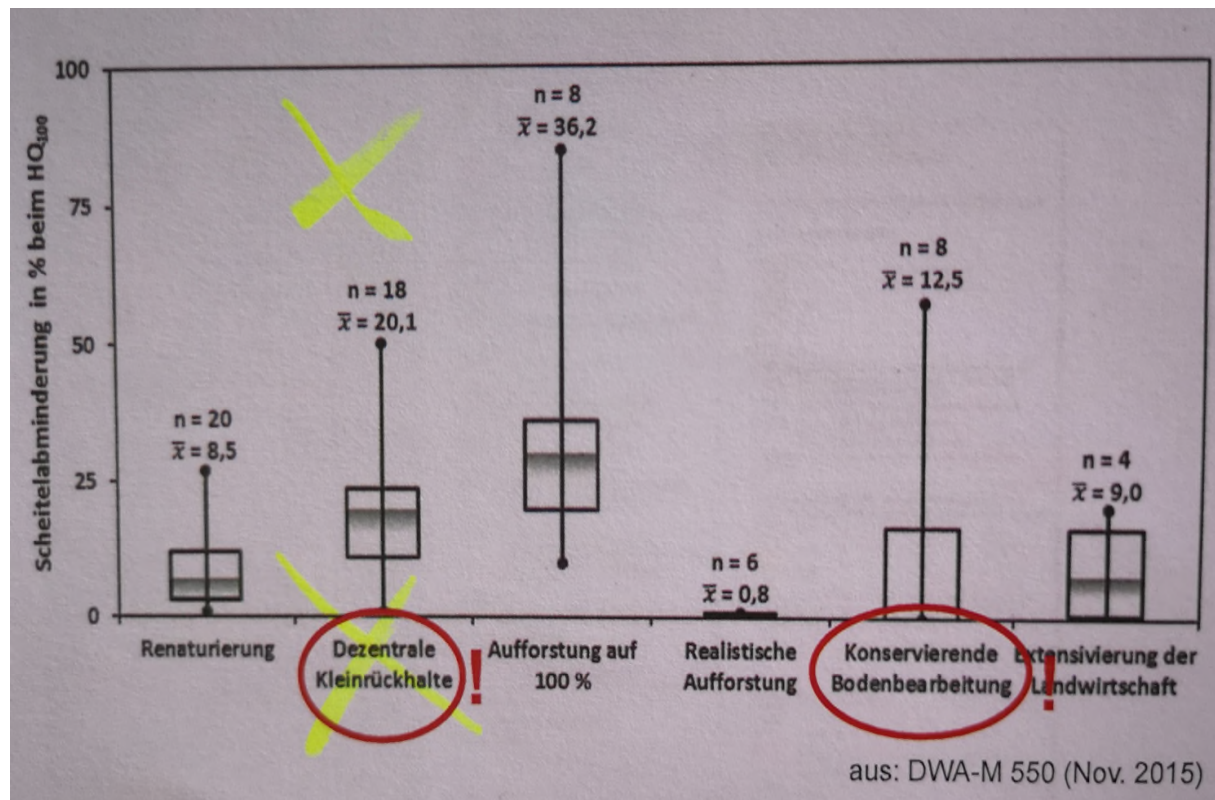 Scheitelabminderung in % beim HQ100
100
75
50
25
0
n = 20
x̅ = 8,5
n = 18
x̅ = 20,1
n = 8
x̅ = 36,2
n = 6
x̅ = 0,8
n = 8
x̅ = 12,5
n = 4
x̅ = 9,0
Renaturierung
Dezentrale
Kleinrückhalte
!
Aufforstung auf
100 %
Realistische
Aufforstung
Konservierende
Bodenbearbeitung
!
Extensivierung der
Landwirtschaft
aus: DWA-M 550 (Nov. 2015)